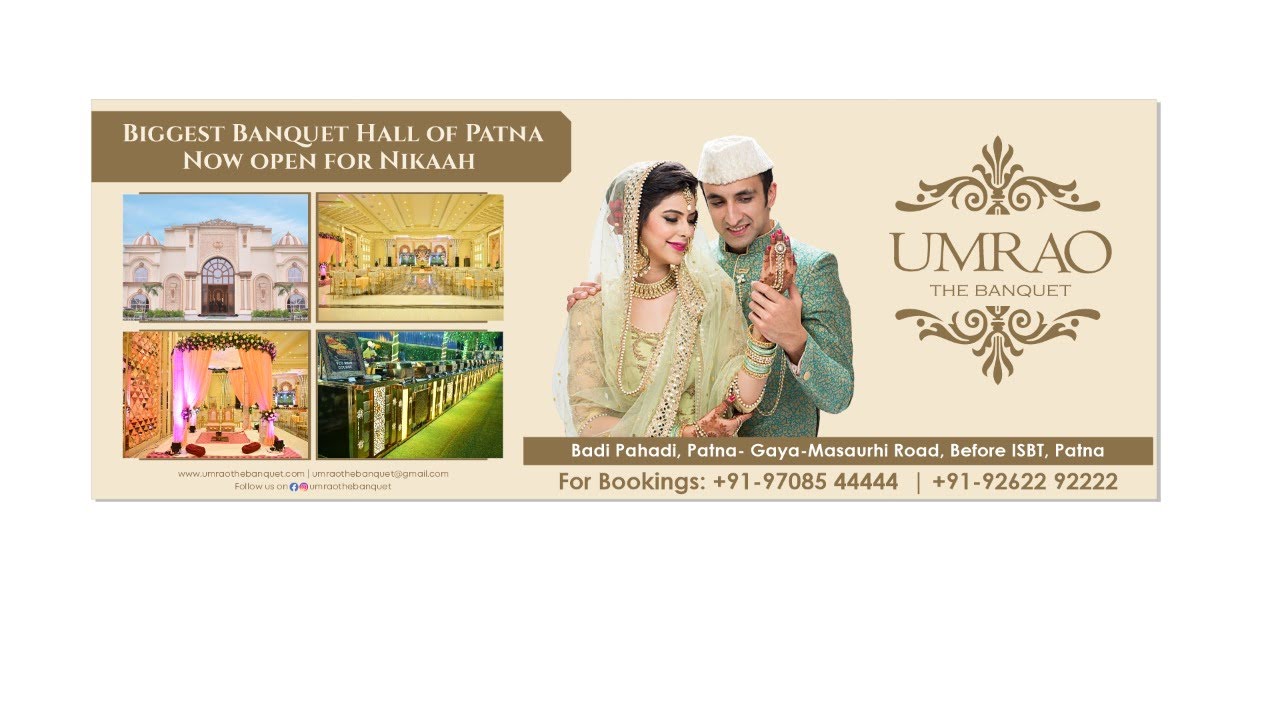 Biggest Banquet Hall of Patna
Now open for Nikaah
UMRAO
THE BANQUET
Badi Pahadi, Patna- Gaya-Masaurhi Road, Before ISBT, Patna
www.umraothebanquet.com | umraothebanquet@gmail.com
Follow us on umraothebanquet
For Bookings: +91-97085 44444 | +91-92622 92222